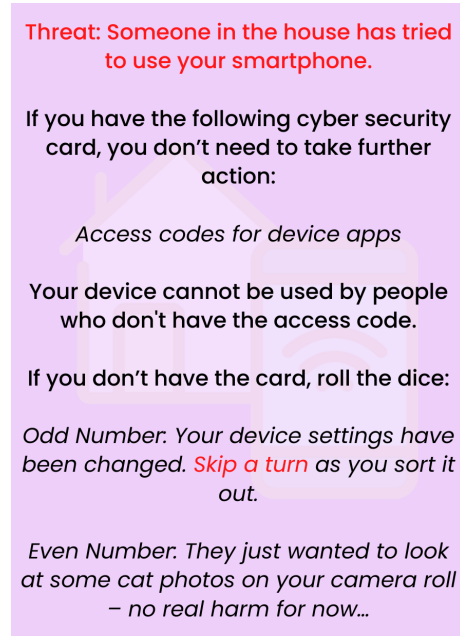 Threat: Someone in the house has tried
to use your smartphone.
If you have the following cyber security
card, you don’t need to take further
action:
Access codes for device apps
Your device cannot be used by people
who don't have the access code.
If you don’t have the card, roll the dice:
Odd Number: Your device settings have
been changed. Skip a turn as you sort it
out.
Even Number: They just wanted to look
at some cat photos on your camera roll
– no real harm for now…